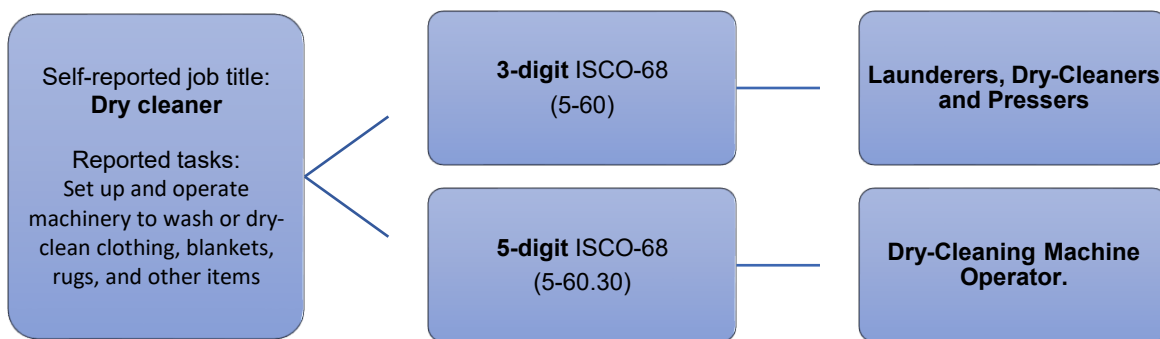 Self-reported job title:
Dry cleaner
Reported tasks:
Set up and operate
machinery to wash or dry-
clean clothing, blankets,
rugs, and other items
3-digit ISCO-68
(5-60)
Launderers, Dry-Cleaners
and Pressers
5-digit ISCO-68
(5-60.30)
Dry-Cleaning Machine
Operator.